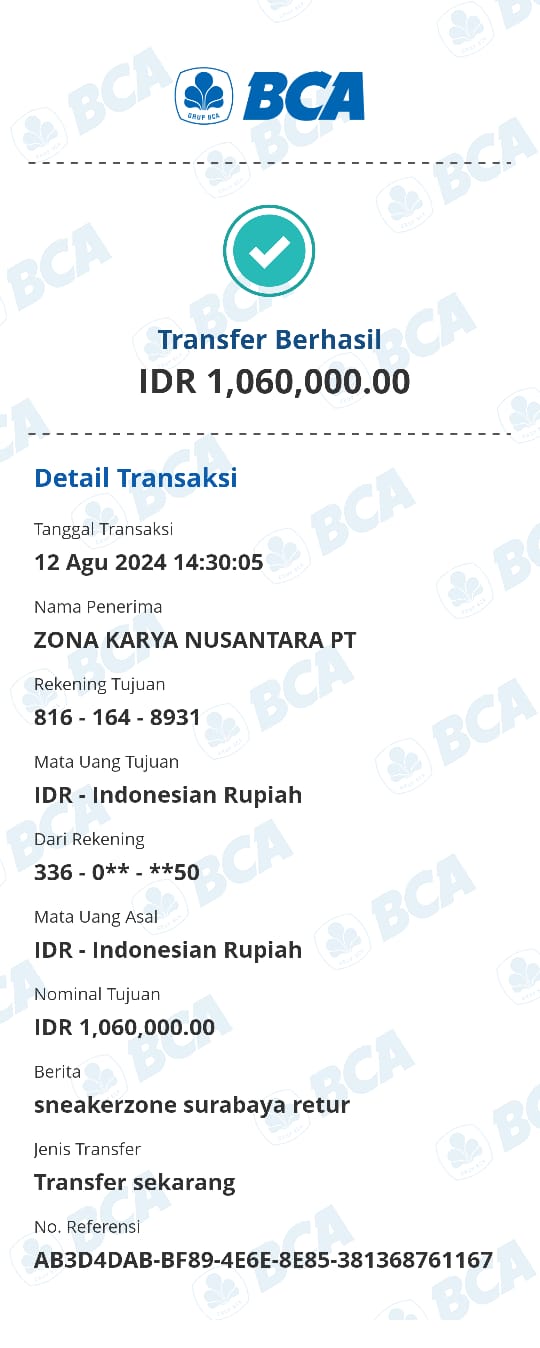 GRUP BCA
BCA
Transfer Berhasil
IDR 1,060,000.00
Detail Transaksi
Tanggal Transaksi
12 Agu 2024 14:30:05
Nama Penerima
ZONA KARYA NUSANTARA PT
Rekening Tujuan
816 - 164 - 8931
Mata Uang Tujuan
IDR - Indonesian Rupiah
Dari Rekening
336 - 0** - **50
Mata Uang Asal
IDR - Indonesian Rupiah
Nominal Tujuan
IDR 1,060,000.00
Berita
sneakerzone surabaya retur
Jenis Transfer
Transfer sekarang
No. Referensi
AB3D4DAB-BF89-4E6E-8E85-381368761167